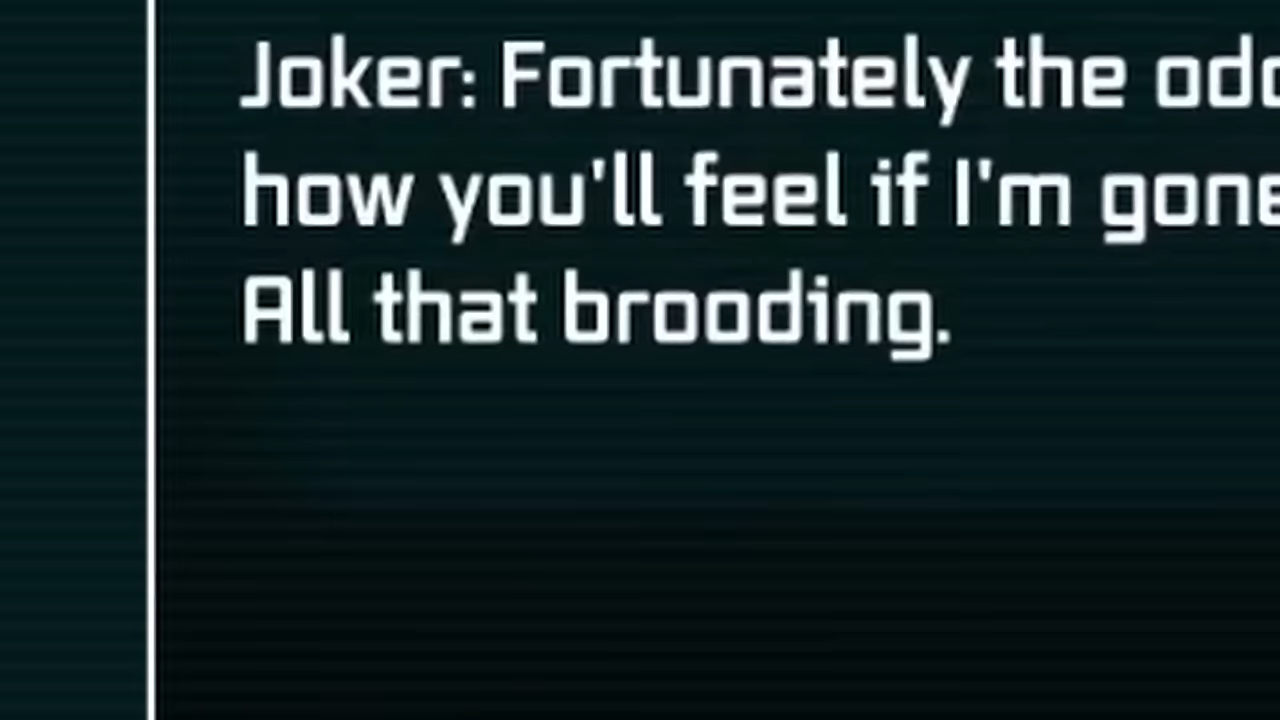 Joker: Fortunately the
how you'll feel if I'm
All that brooding.